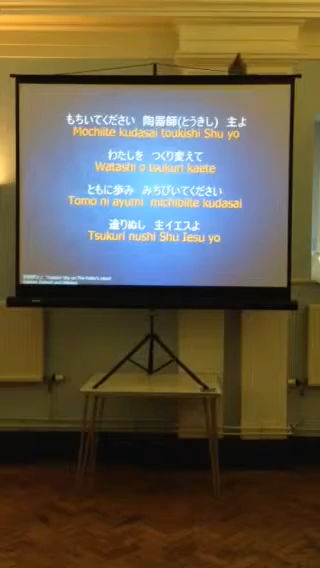 もちいてください 陶器師(とうきし) 主よ
Mochiite kudasai toukishi Shu yo
わたしを つくり変えて
Watashi o tsukuri kaete
ともに歩み みちびいてください
Tomo ni ayumi michibiite kudasai
造りぬし 主イエスよ
Tsukuri nushi Shu Iesu yo